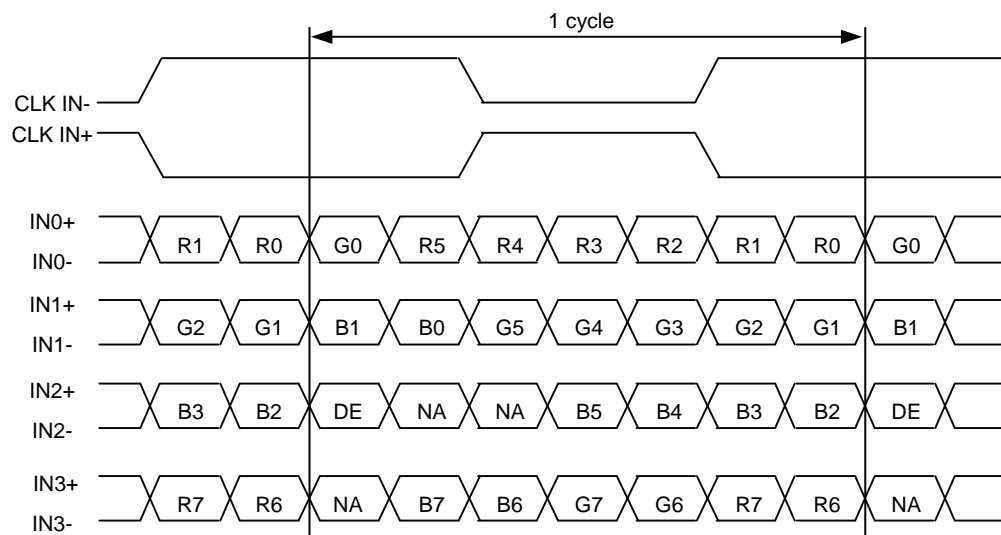 1 cycle
CLK IN-
CLK IN+
IN0+
R1 R0 G0 R5 R4 R3 R2 R1 R0 G0
IN0-
IN1+
G2 G1 B1 B0 G5 G4 G3 G2 G1 B1
IN1-
IN2+
B3 B2 DE NA NA B5 B4 B3 B2 DE
IN2-
IN3+
R7 R6 NA B7 B6 G7 G6 R7 R6 NA
IN3-